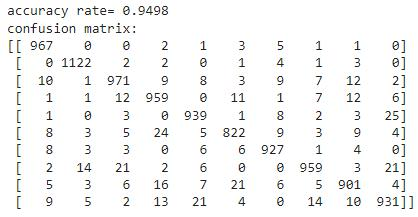 accuracy rate= 0.9498
confusion matrix:
[[ 967 0 0 2 1 3 5 1 1 0]
[ 0 1122 2 2 0 1 4 1 3 0]
[ 10 1 971 9 8 3 9 7 12 2]
[ 1 1 12 959 0 11 1 7 12 6]
[ 1 0 3 0 939 1 8 2 3 25]
[ 8 3 5 24 5 822 9 3 9 4]
[ 8 3 3 0 6 6 927 1 4 0]
[ 2 14 21 2 6 0 0 959 3 21]
[ 5 3 6 16 7 21 6 5 901 4]
[ 9 5 2 13 21 4 0 14 10 931]]